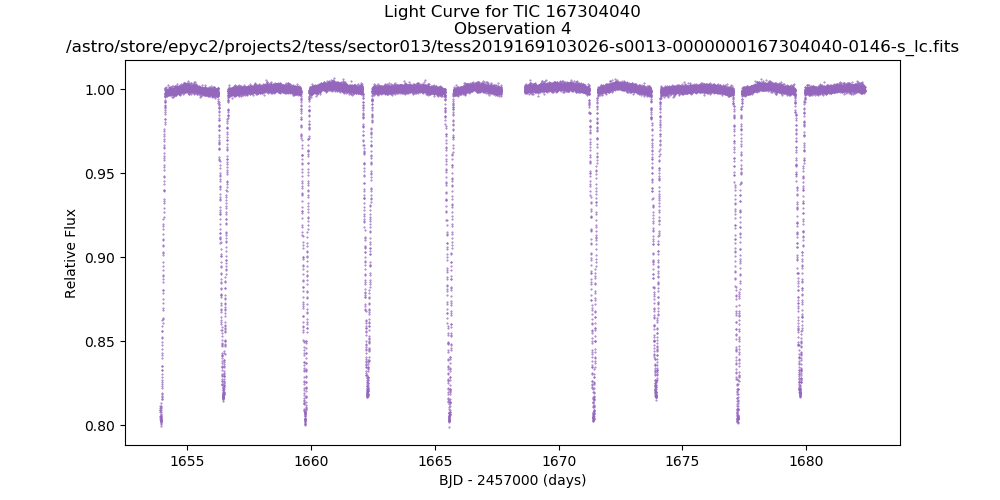 Light Curve for TIC 167304040
Observation 4
/astro/store/epyc2/projects2/tess/sector013/tess2019169103026-s0013-0000000167304040-0146-s_lc.fits
1.00
0.95
0.90
0.85
0.80
Relative Flux
1655 1660 1665 1670 1675 1680
BJD - 2457000 (days)